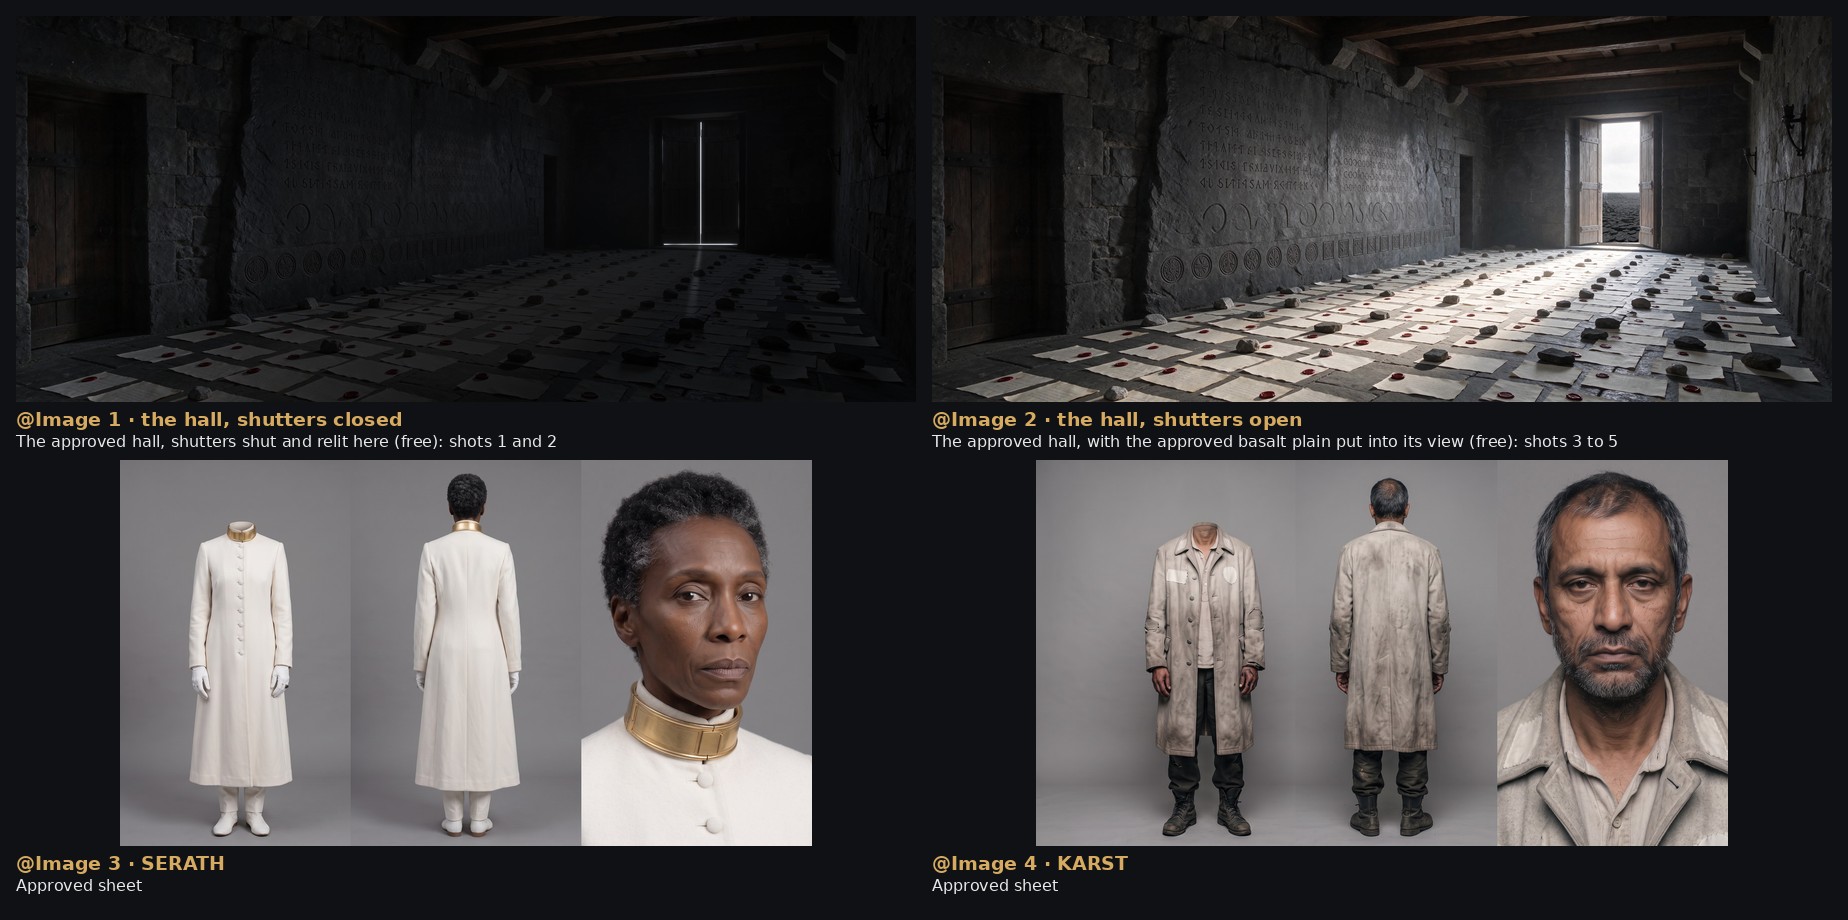 @Image 1 · the hall, shutters closed
The approved hall, shutters shut and relit here (free): shots 1 and 2
@Image 2 · the hall, shutters open
The approved hall, with the approved basalt plain put into its view (free): shots 3 to 5
@Image 3 · SERATH
Approved sheet
@Image 4 · KARST
Approved sheet